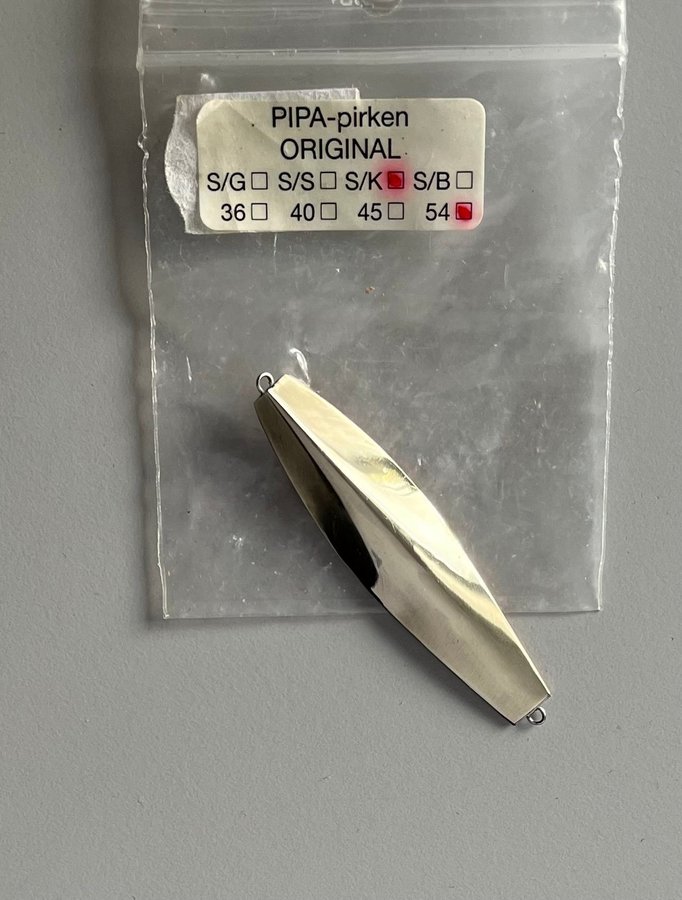 PIPA-pirken
ORIGINAL
S/G☐ S/S☐ S/K☒ S/B☐
36☐ 40☐ 45☐ 54☒